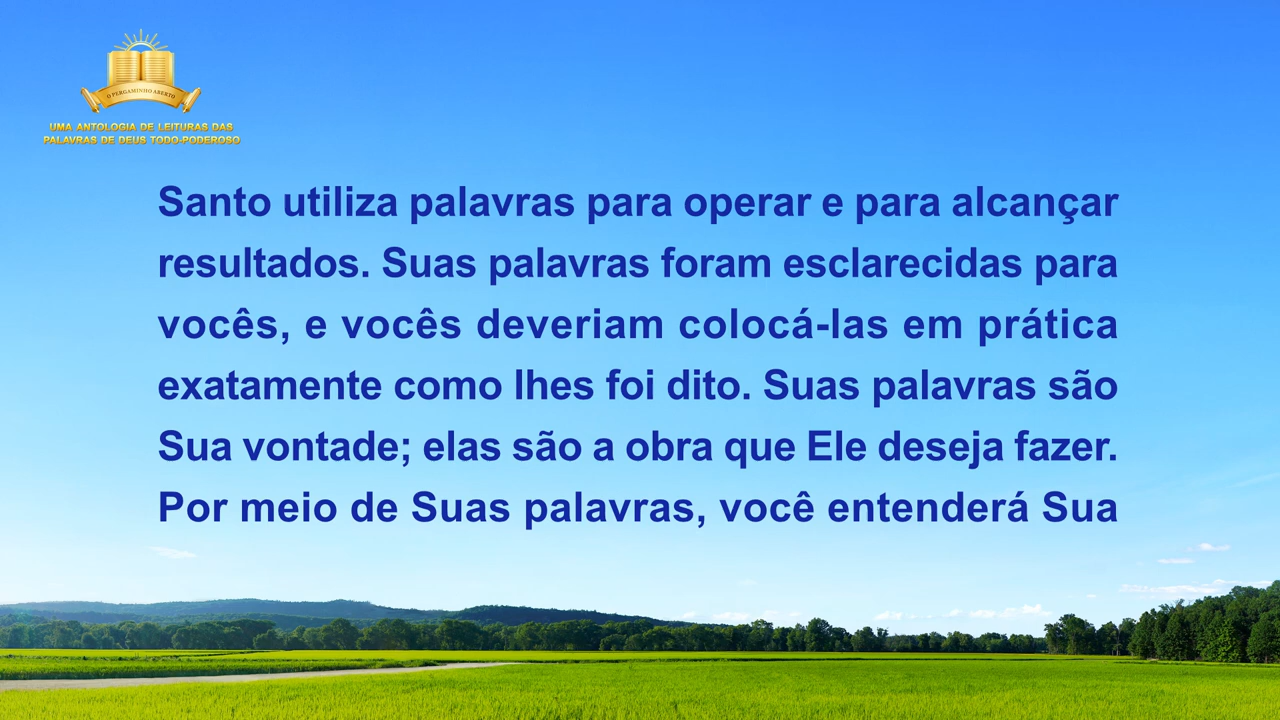 O PERGAMINHO ABERTO
UMA ANTOLOGIA DE LEITURAS DAS
PALAVRAS DE DEUS TODO-PODEROSO
Santo utiliza palavras para operar e para alcançar
resultados. Suas palavras foram esclarecidas para
vocês, e vocês deveriam colocá-las em prática
exatamente como lhes foi dito. Suas palavras são
Sua vontade; elas são a obra que Ele deseja fazer.
Por meio de Suas palavras, você entenderá Sua